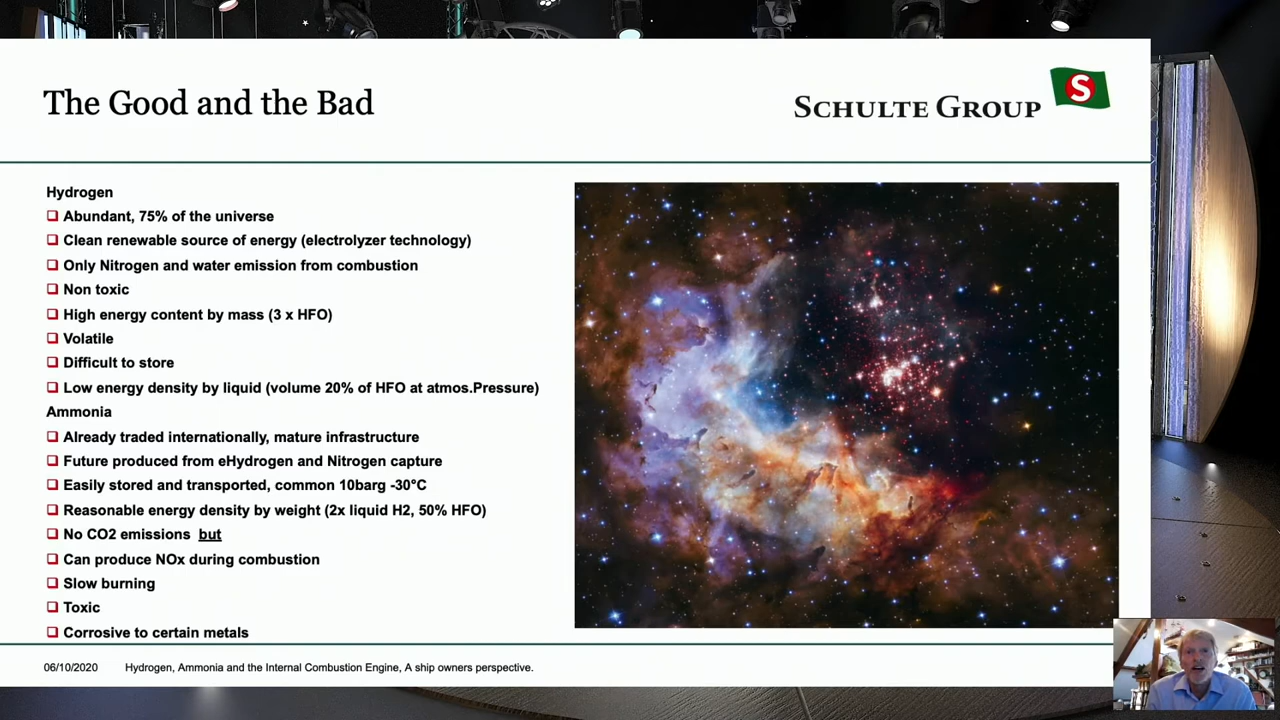 The Good and the Bad
SCHULTE GROUP
S
Hydrogen
Abundant, 75% of the universe
Clean renewable source of energy (electrolyzer technology)
Only Nitrogen and water emission from combustion
Non toxic
High energy content by mass (3 x HFO)
Volatile
Difficult to store
Low energy density by liquid (volume 20% of HFO at atmos.Pressure)
Ammonia
Already traded internationally, mature infrastructure
Future produced from eHydrogen and Nitrogen capture
Easily stored and transported, common 10barg -30°C
Reasonable energy density by weight (2x liquid H2, 50% HFO)
No CO2 emissions but
Can produce NOx during combustion
Slow burning
Toxic
Corrosive to certain metals
06/10/2020 Hydrogen, Ammonia and the Internal Combustion Engine, A ship owners perspective.